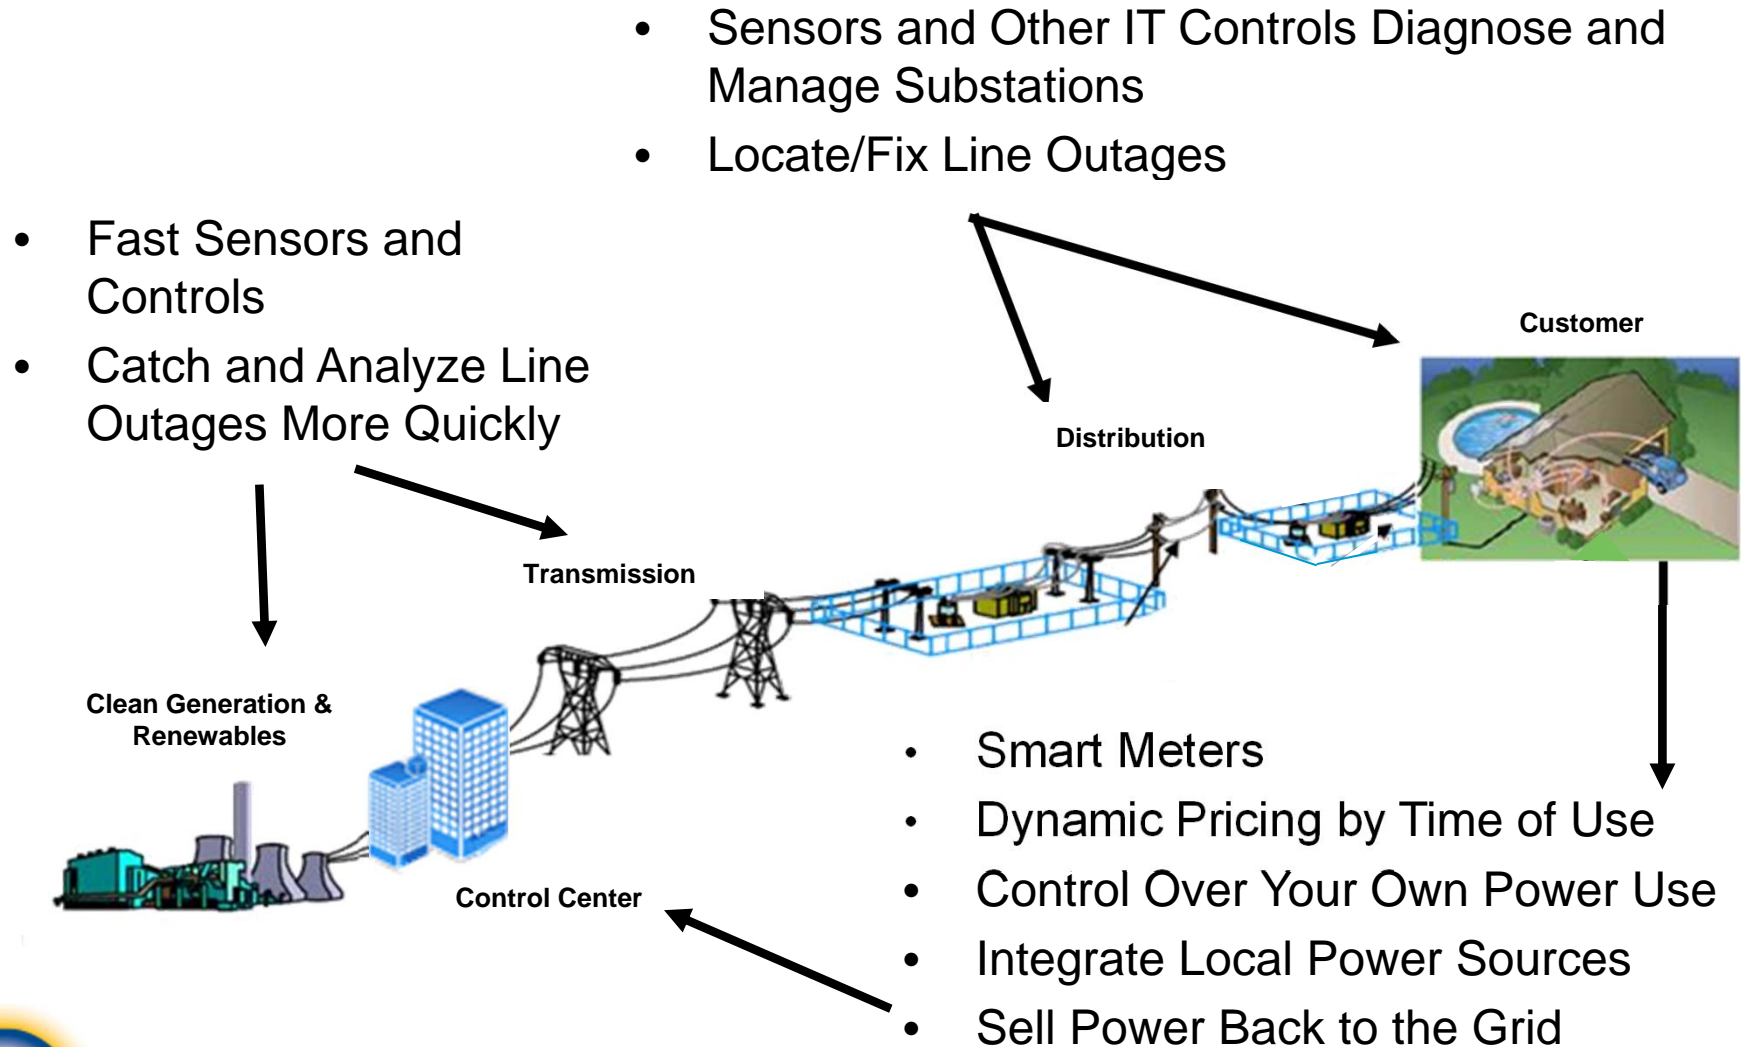 • Sensors and Other IT Controls Diagnose and
Manage Substations
• Locate/Fix Line Outages
• Fast Sensors and
Controls
• Catch and Analyze Line
Outages More Quickly
Customer
Distribution
Transmission
Clean Generation &
Renewables
Control Center
• Smart Meters
• Dynamic Pricing by Time of Use
• Control Over Your Own Power Use
• Integrate Local Power Sources
• Sell Power Back to the Grid